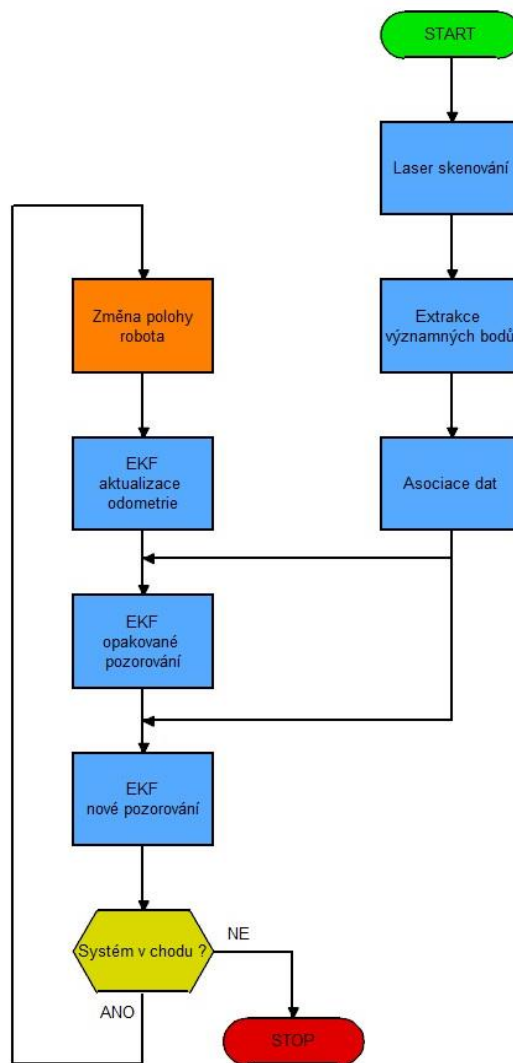 START
Laser skenování
Extrakce
významných bodů
Asociace dat
Změna polohy
robota
EKF
aktualizace
odometrie
EKF
opakované
pozorování
EKF
nové pozorování
Systém v chodu ?
NE
ANO
STOP